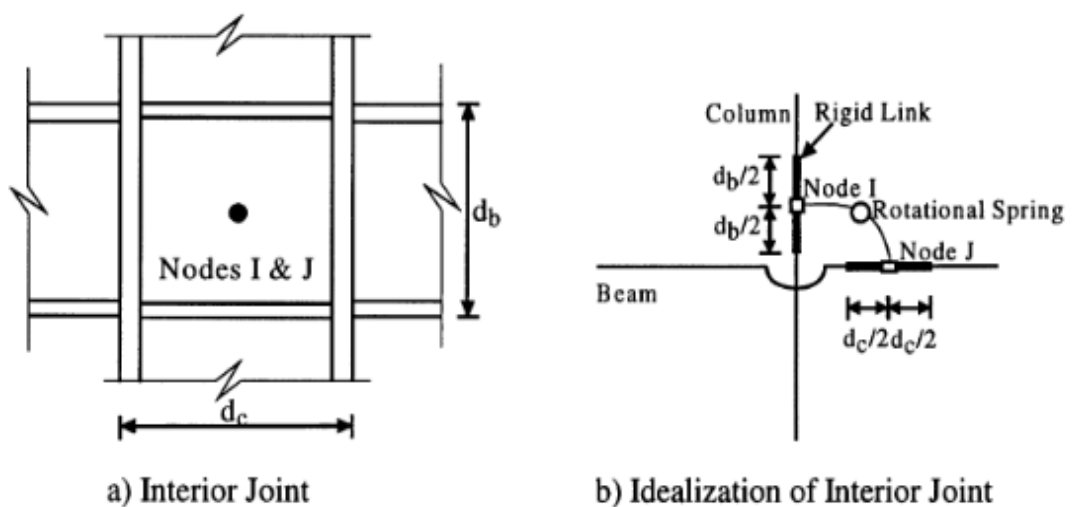 d_b
Nodes I & J
d_c
a) Interior Joint
Column
Rigid Link
d_b/2
Node I
Rotational Spring
d_b/2
Node J
Beam
d_c/2 d_c/2
b) Idealization of Interior Joint